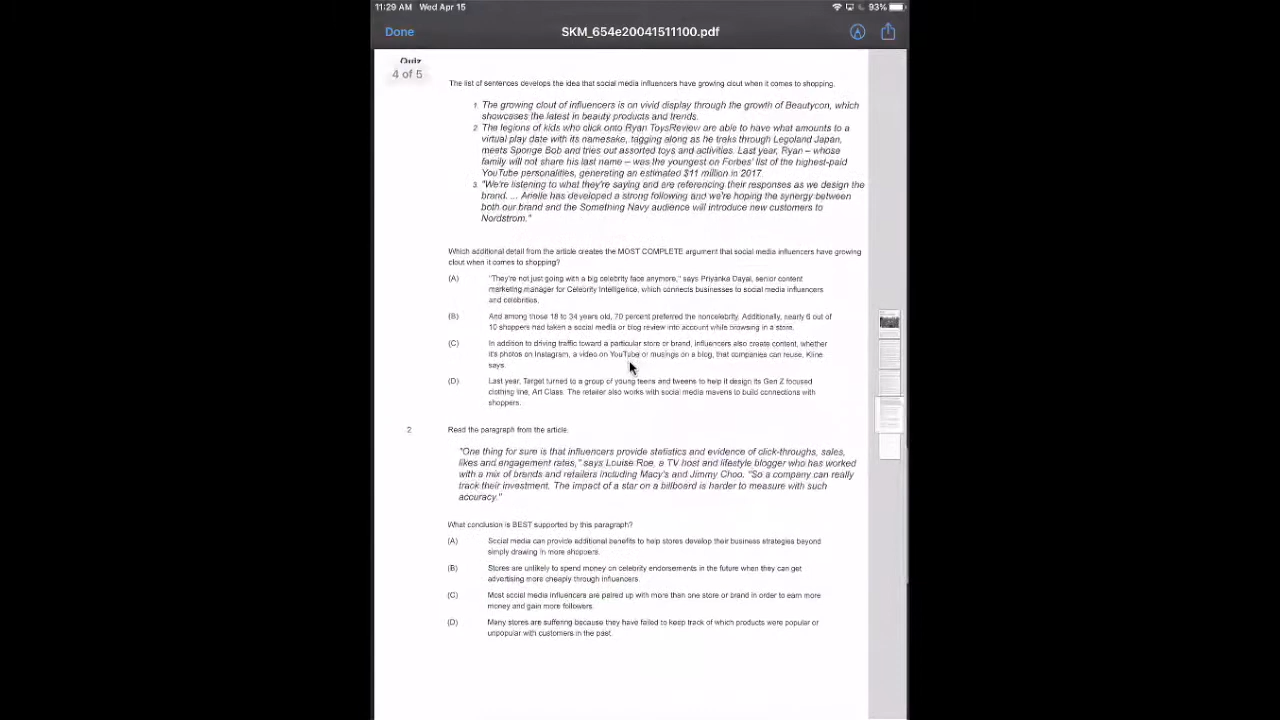 11:29 AM Wed Apr 15
93%
Done
SKM_654e20041511100.pdf
Quiz
4 of 5
The list of sentences develops the idea that social media influencers have growing clout when it comes to shopping.
1. The growing clout of influencers is on vivid display through the growth of Beautycon, which
showcases the latest in beauty products and trends.
2. The legions of kids who click onto Ryan ToysReview are able to have what amounts to a
virtual play date with its namesake, tagging along as he treks through Legoland Japan,
meets Sponge Bob and tries out assorted toys and activities. Last year, Ryan – whose
family will not share his last name – was the youngest on Forbes' list of the highest-paid
YouTube personalities, generating an estimated $11 million in 2017.
3. "We're listening to what they're saying and are referencing their responses as we design the
brand. ... Arielle has developed a strong following and we're hoping the synergy between
both our brand and the Something Navy audience will introduce new customers to
Nordstrom."
Which additional detail from the article creates the MOST COMPLETE argument that social media influencers have growing
clout when it comes to shopping?
(A) "They're not just going with a big celebrity face anymore," says Priyanka Dayal, senior content
marketing manager for Celebrity Intelligence, which connects businesses to social media influencers
and celebrities.
(B) And among those 18 to 34 years old, 70 percent preferred the noncelebrity. Additionally, nearly 6 out of
10 shoppers had taken a social media or blog review into account while browsing in a store.
(C) In addition to driving traffic toward a particular store or brand, influencers also create content, whether
it's photos on Instagram, a video on YouTube or musings on a blog, that companies can reuse, Kline
says.
(D) Last year, Target turned to a group of young teens and tweens to help it design its Gen Z focused
clothing line, Art Class. The retailer also works with social media mavens to build connections with
shoppers.
2 Read the paragraph from the article.
"One thing for sure is that influencers provide statistics and evidence of click-throughs, sales,
likes and engagement rates," says Louise Roe, a TV host and lifestyle blogger who has worked
with a mix of brands and retailers including Macy's and Jimmy Choo. "So a company can really
track their investment. The impact of a star on a billboard is harder to measure with such
accuracy."
What conclusion is BEST supported by this paragraph?
(A) Social media can provide additional benefits to help stores develop their business strategies beyond
simply drawing in more shoppers.
(B) Stores are unlikely to spend money on celebrity endorsements in the future when they can get
advertising more cheaply through influencers.
(C) Most social media influencers are paired up with more than one store or brand in order to earn more
money and gain more followers.
(D) Many stores are suffering because they have failed to keep track of which products were popular or
unpopular with customers in the past.